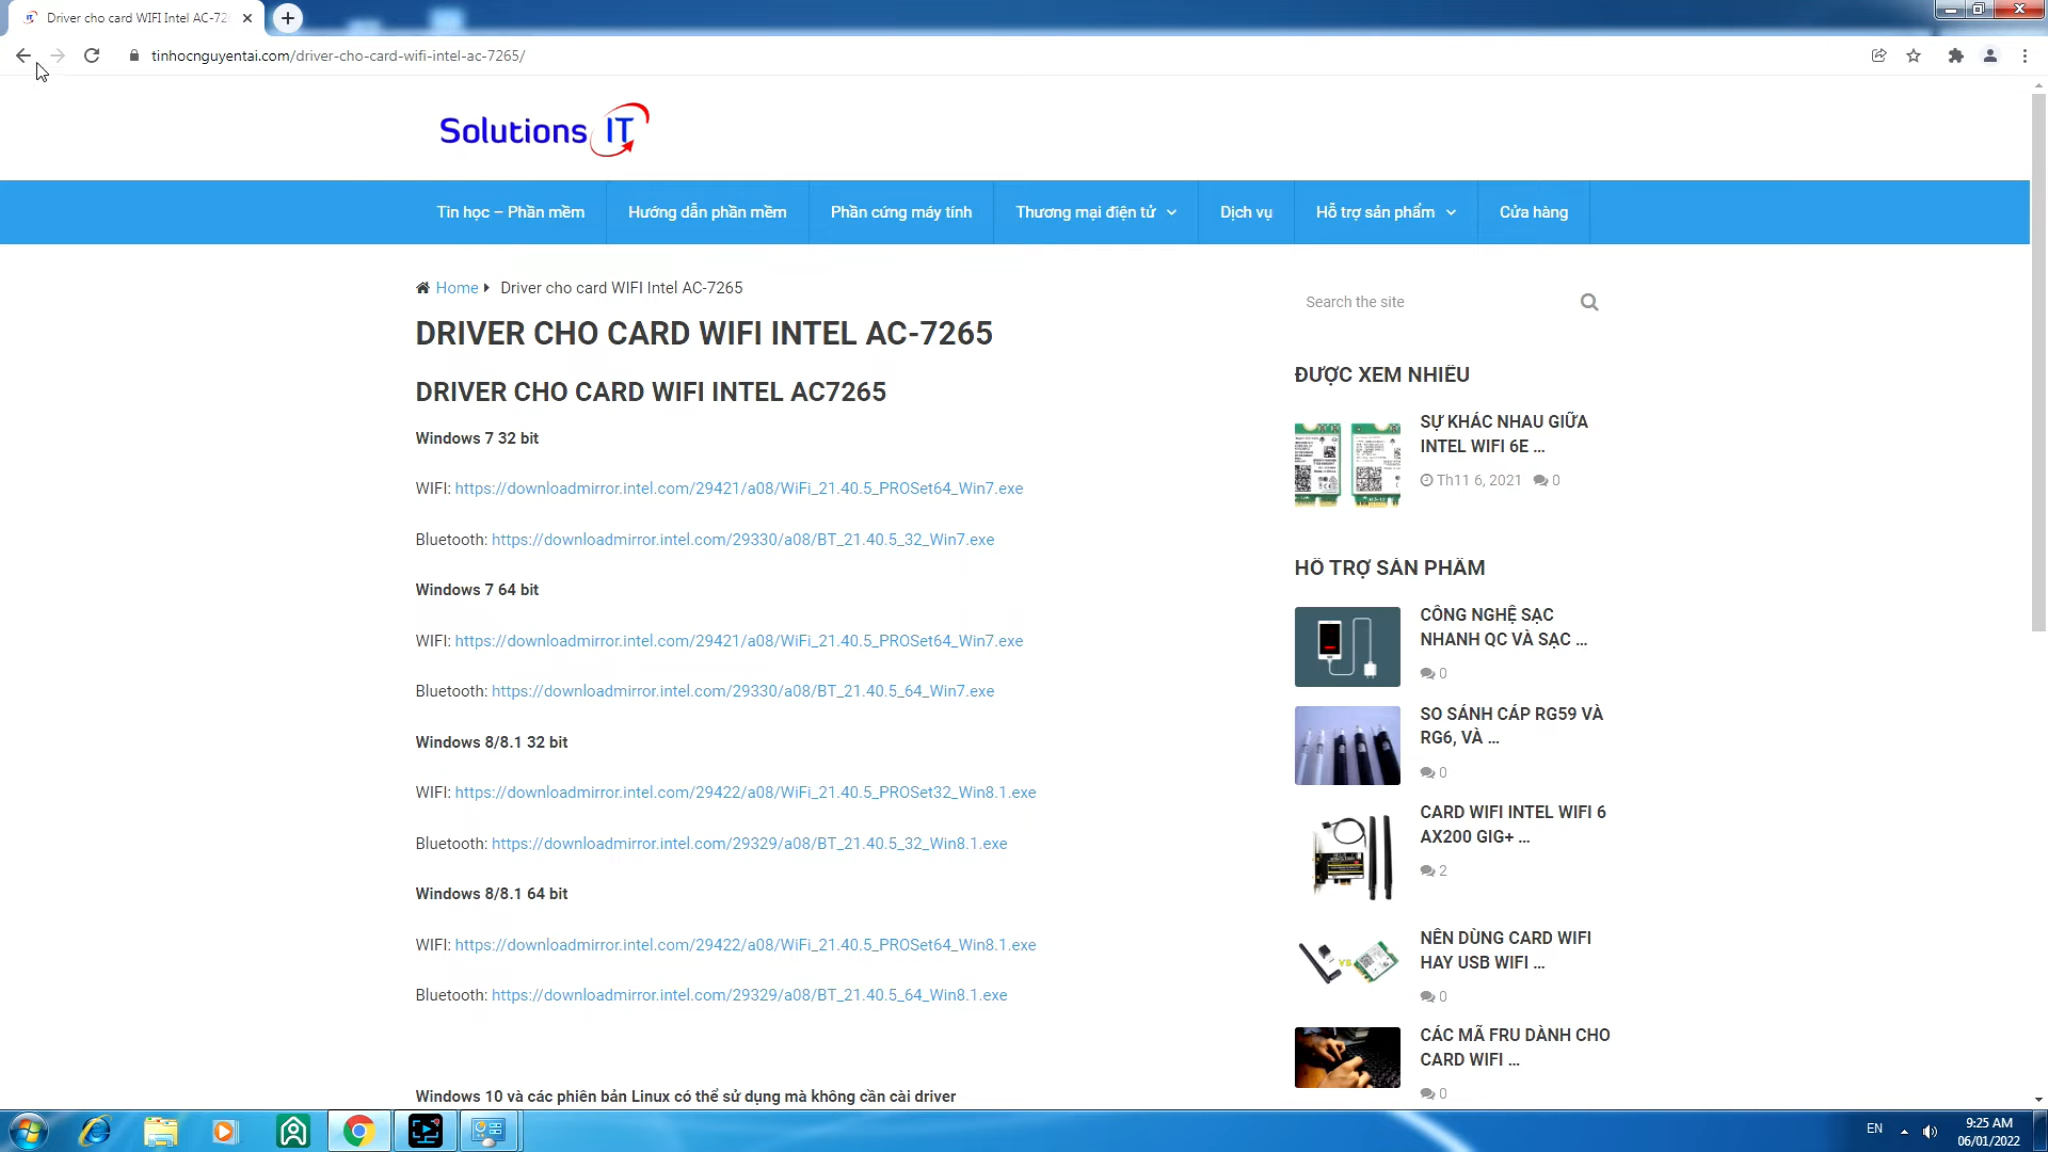 Driver cho card WIFI Intel AC-726
tinhocnguyentai.com/driver-cho-card-wifi-intel-ac-7265/
Solutions IT
Tin học – Phần mềm
Hướng dẫn phần mềm
Phần cứng máy tính
Thương mại điện tử
Dịch vụ
Hỗ trợ sản phẩm
Cửa hàng
Home
Driver cho card WIFI Intel AC-7265
DRIVER CHO CARD WIFI INTEL AC-7265
DRIVER CHO CARD WIFI INTEL AC7265
Windows 7 32 bit
WIFI: https://downloadmirror.intel.com/29421/a08/WiFi_21.40.5_PROSet64_Win7.exe
Bluetooth: https://downloadmirror.intel.com/29330/a08/BT_21.40.5_32_Win7.exe
Windows 7 64 bit
WIFI: https://downloadmirror.intel.com/29421/a08/WiFi_21.40.5_PROSet64_Win7.exe
Bluetooth: https://downloadmirror.intel.com/29330/a08/BT_21.40.5_64_Win7.exe
Windows 8/8.1 32 bit
WIFI: https://downloadmirror.intel.com/29422/a08/WiFi_21.40.5_PROSet32_Win8.1.exe
Bluetooth: https://downloadmirror.intel.com/29329/a08/BT_21.40.5_32_Win8.1.exe
Windows 8/8.1 64 bit
WIFI: https://downloadmirror.intel.com/29422/a08/WiFi_21.40.5_PROSet64_Win8.1.exe
Bluetooth: https://downloadmirror.intel.com/29329/a08/BT_21.40.5_64_Win8.1.exe
Windows 10 và các phiên bản Linux có thể sử dụng mà không cần cài driver
Search the site
ĐƯỢC XEM NHIỀU
SỰ KHÁC NHAU GIỮA
INTEL WIFI 6E ...
Th11 6, 2021 0
HỖ TRỢ SẢN PHẨM
CÔNG NGHỆ SẠC
NHANH QC VÀ SẠC ...
0
SO SÁNH CÁP RG59 VÀ
RG6, VÀ ...
0
CARD WIFI INTEL WIFI 6
AX200 GIG+ ...
2
VS
NÊN DÙNG CARD WIFI
HAY USB WIFI ...
0
CÁC MÃ FRU DÀNH CHO
CARD WIFI ...
0
EN
9:25 AM
06/01/2022